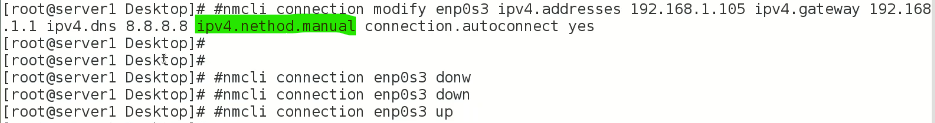 [root@server1 Desktop]# #nmcli connection modify enp0s3 ipv4.addresses 192.168.1.105 ipv4.gateway 192.168
.1.1 ipv4.dns 8.8.8.8 ipv4.nethod.manual connection.autoconnect yes
[root@server1 Desktop]#
[root@server1 Desktop]#
[root@server1 Desktop]# #nmcli connection enp0s3 donw
[root@server1 Desktop]# #nmcli connection enp0s3 down
[root@server1 Desktop]# #nmcli connection enp0s3 up